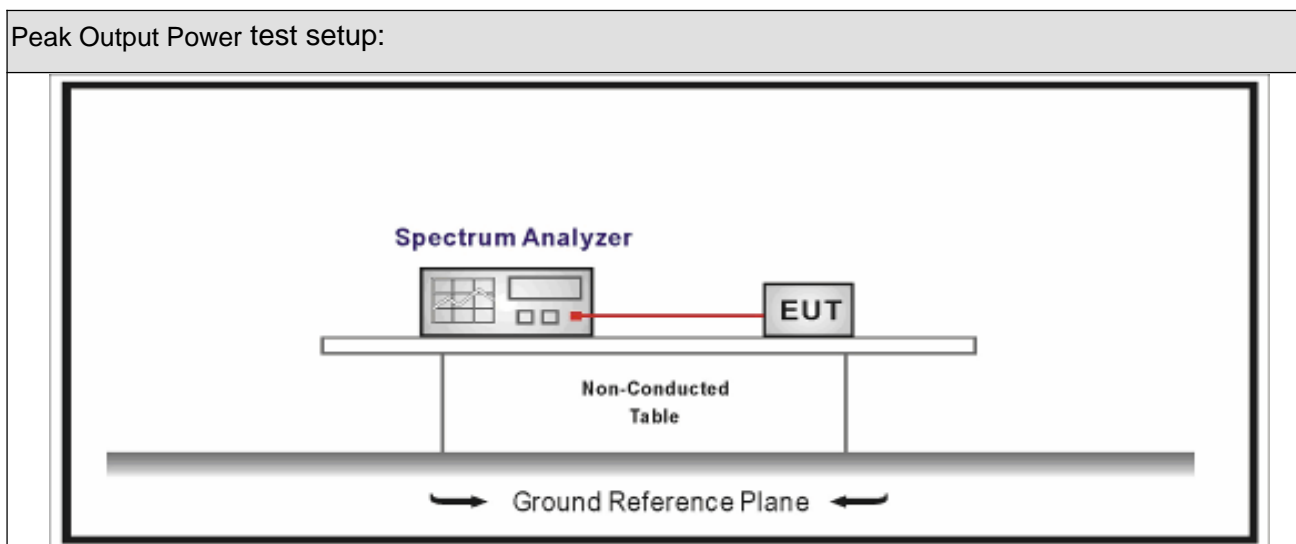 Peak Output Power test setup:
Spectrum Analyzer
EUT
Non-Conducted
Table
Ground Reference Plane